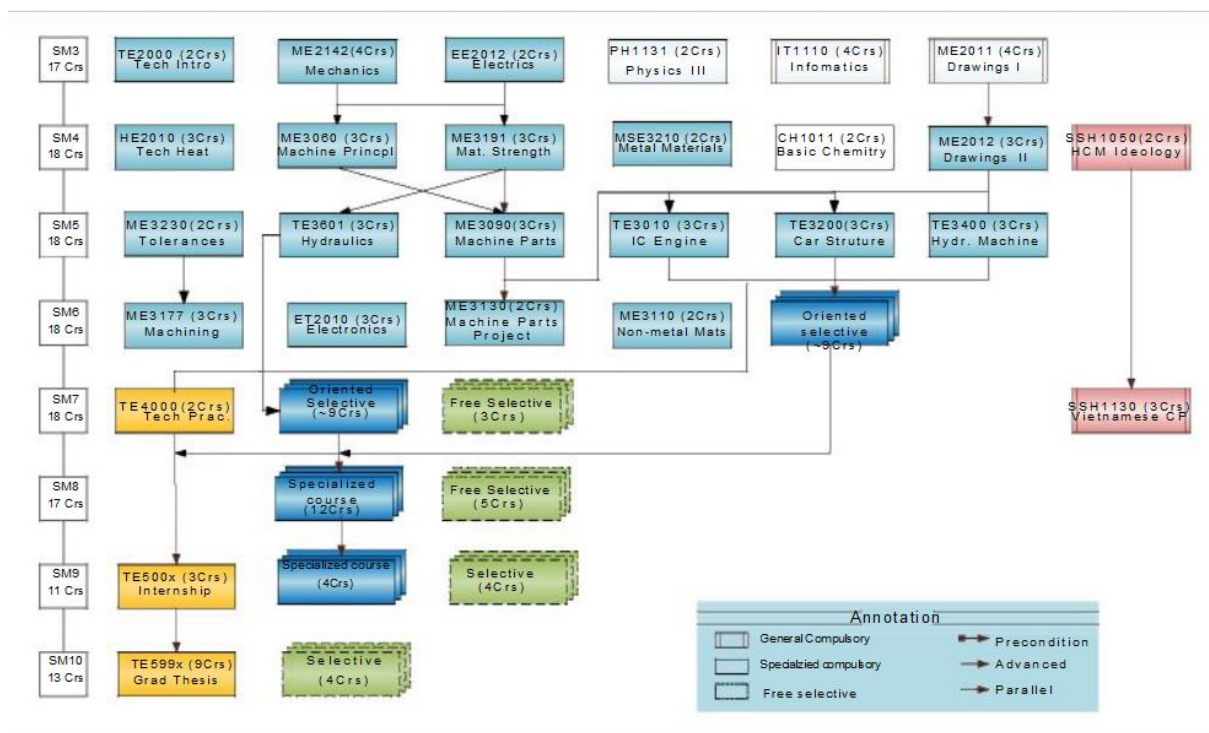 SM3
17 Crs
TE2000 (2Crs)
Tech Intro
ME2142(4Crs)
Mechanics
EE2012 (2Crs)
Electrics
PH1131 (2Crs)
Physics III
IT1110 (4Crs)
Infomatics
ME2011 (4Crs)
Drawings I
SM4
18 Crs
HE2010 (3Crs)
Tech Heat
ME3060 (3Crs)
Machine Princpl
ME3191 (3Crs)
Mat. Strength
MSE3210 (2Crs)
Metal Materials
CH1011 (2Crs)
Basic Chemitry
ME2012 (3Crs)
Drawings II
SSH1050(2Crs)
HCM Ideology
SM5
18 Crs
ME3230(2Crs)
Tolerances
TE3601 (3Crs)
Hydraulics
ME3090(3Crs)
Machine Parts
TE3010 (3Crs)
IC Engine
TE3200(3Crs)
Car Struture
TE3400 (3Crs)
Hydr. Machine
SM6
18 Crs
ME3177 (3Crs)
Machining
ET2010 (3Crs)
Electronics
ME3130(2Crs)
Machine Parts
Project
ME3110 (2Crs)
Non-metal Mats
Oriented
selective
(~9Crs)
SM7
18 Crs
TE4000(2Crs)
Tech Prac.
Oriented
Selective
(~9Crs)
Free Selective
(3Crs)
SSH1130 (3Crs)
Vietnamese CP
SM8
17 Crs
Specialized
course
(12Crs)
Free Selective
(5Crs)
SM9
11 Crs
TE500x (3Crs)
Internship
Specialized course
(4Crs)
Selective
(4Crs)
SM10
13 Crs
TE599x (9Crs)
Grad Thesis
Selective
(4Crs)
Annotation
General Compulsory
Precondition
Specialzied compulsory
Advanced
Free selective
Parallel